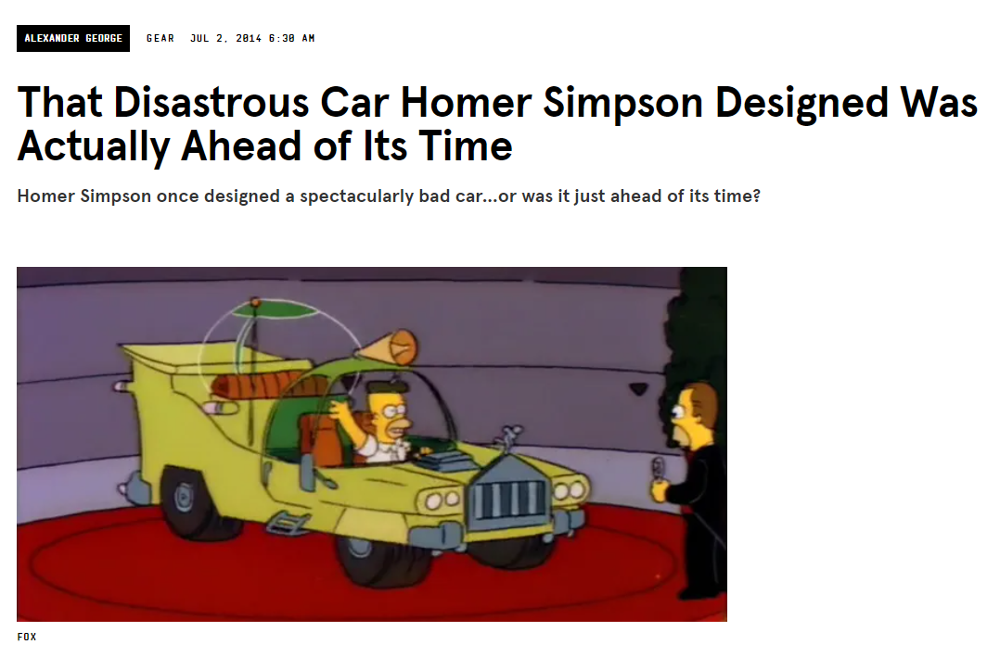 ALEXANDER GEORGE GEAR JUL 2, 2014 6:30 AM
That Disastrous Car Homer Simpson Designed Was
Actually Ahead of Its Time
Homer Simpson once designed a spectacularly bad car...or was it just ahead of its time?
FOX